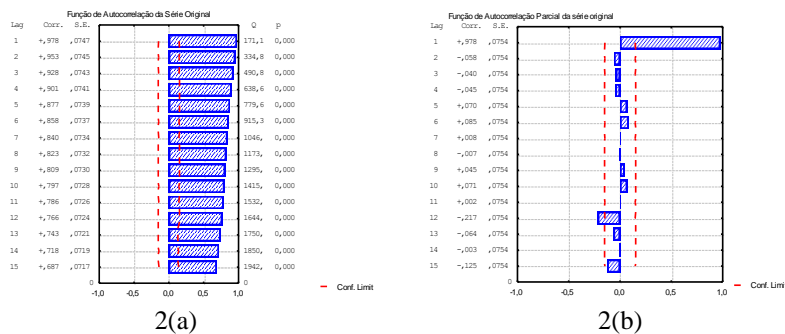 Função de Autocorrelação da Série Original
Lag Corr. S.E. Q p
1 +,978 ,0747 171,1 0,000
2 +,953 ,0745 334,8 0,000
3 +,928 ,0743 490,8 0,000
4 +,901 ,0741 638,6 0,000
5 +,877 ,0739 779,6 0,000
6 +,858 ,0737 915,3 0,000
7 +,840 ,0734 1046, 0,000
8 +,823 ,0732 1173, 0,000
9 +,809 ,0730 1295, 0,000
10 +,797 ,0728 1415, 0,000
11 +,786 ,0726 1532, 0,000
12 +,766 ,0724 1644, 0,000
13 +,743 ,0721 1750, 0,000
14 +,718 ,0719 1850, 0,000
15 +,687 ,0717 1942, 0,000
0 0
-1,0 -0,5 0,0 0,5 1,0
Conf. Limit
2(a)
Função de Autocorrelação Parcial da série original
Lag Corr. S.E.
1 +,978 ,0754
2 -,058 ,0754
3 -,040 ,0754
4 -,045 ,0754
5 +,070 ,0754
6 +,085 ,0754
7 +,008 ,0754
8 -,007 ,0754
9 +,045 ,0754
10 +,071 ,0754
11 +,002 ,0754
12 -,217 ,0754
13 -,064 ,0754
14 -,003 ,0754
15 -,125 ,0754
0 0
-1,0 -0,5 0,0 0,5 1,0
Conf. Limi
2(b)